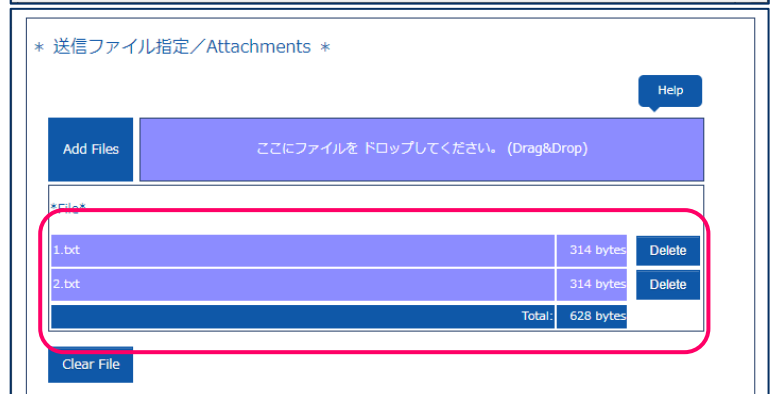 * 送信ファイル指定／Attachments *
Help
Add Files
ここにファイルを ドロップしてください。 (Drag&Drop)
*File*
1.txt 314 bytes Delete
2.txt 314 bytes Delete
Total: 628 bytes
Clear File